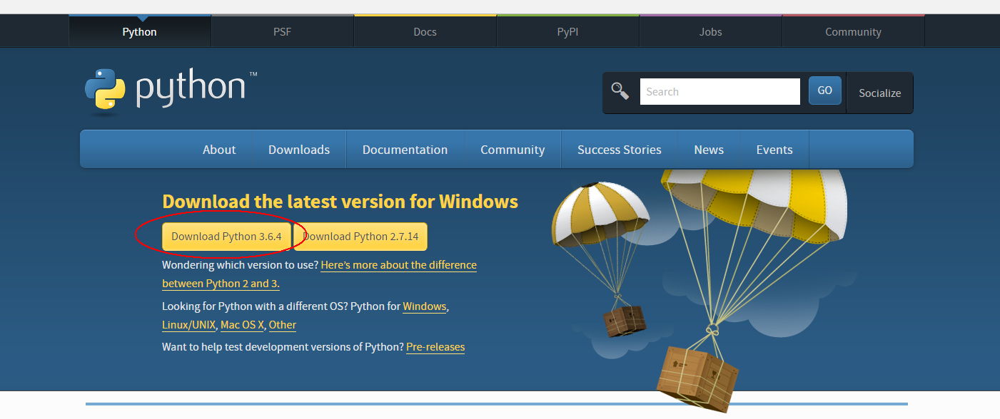 Python PSF Docs PyPI Jobs Community
python™
Search GO Socialize
About Downloads Documentation Community Success Stories News Events
Download the latest version for Windows
Download Python 3.6.4 Download Python 2.7.14
Wondering which version to use? Here's more about the difference
between Python 2 and 3.
Looking for Python with a different OS? Python for Windows,
Linux/UNIX, Mac OS X, Other
Want to help test development versions of Python? Pre-releases